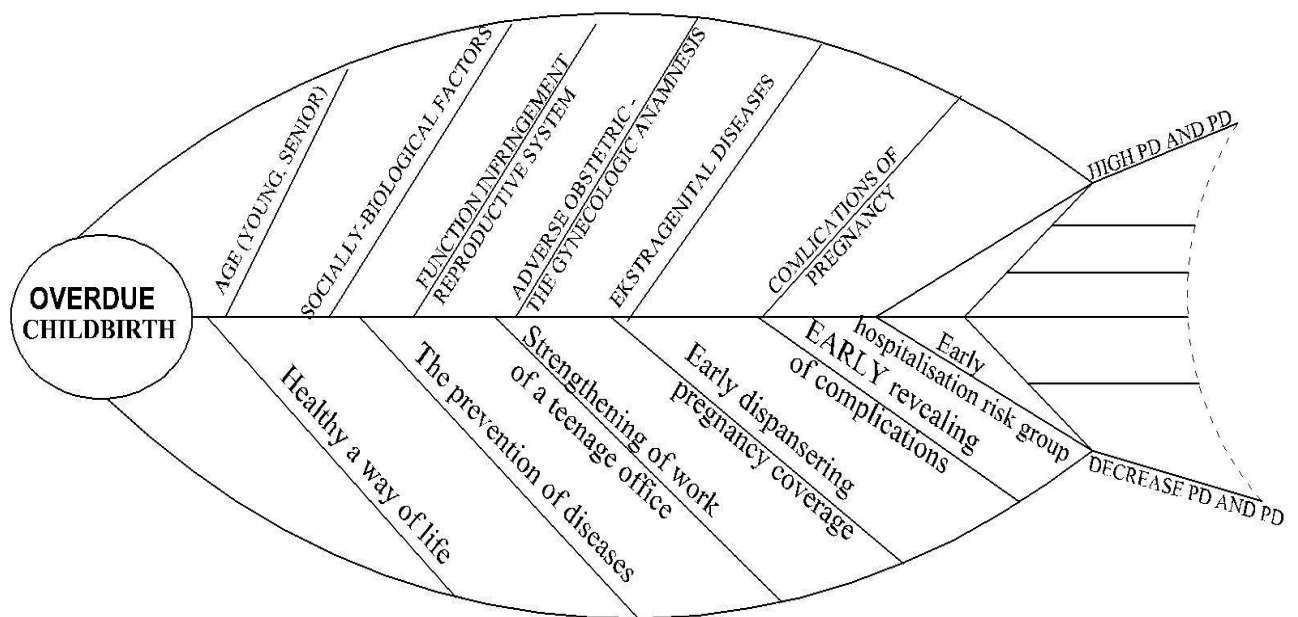 OVERDUE
CHILDBIRTH
AGE (YOUNG, SENIOR)
SOCIALLY-BIOLOGICAL FACTORS
FUNCTION INFRINGEMENT
REPRODUCTIVE SYSTEM
ADVERSE OBSTETRIC-
THE GYNECOLOGIC ANAMNESIS
EKSTRAGENITAL DISEASES
COMLICATIONS OF
PREGNANCY
HIGH PD AND PD
Healthy a way of life
The prevention of diseases
Strengthening of work
of a teenage office
Early dispansering
pregnancy coverage
EARLY revealing
of complications
Early
hospitalisation risk group
DECREASE PD AND PD